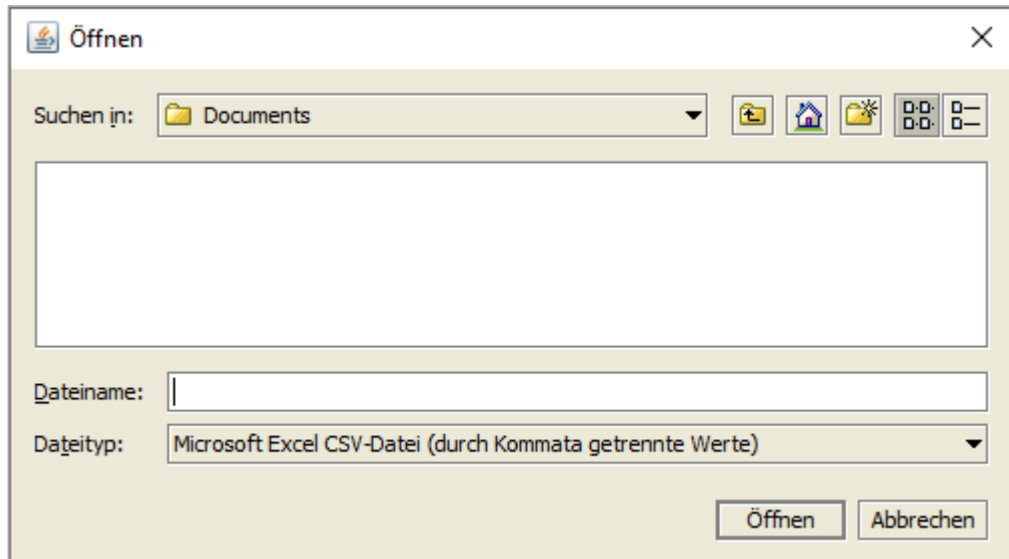 Öffnen
Suchen in: Documents
Dateiname:
Dateityp: Microsoft Excel CSV-Datei (durch Kommata getrennte Werte)
Öffnen Abbrechen